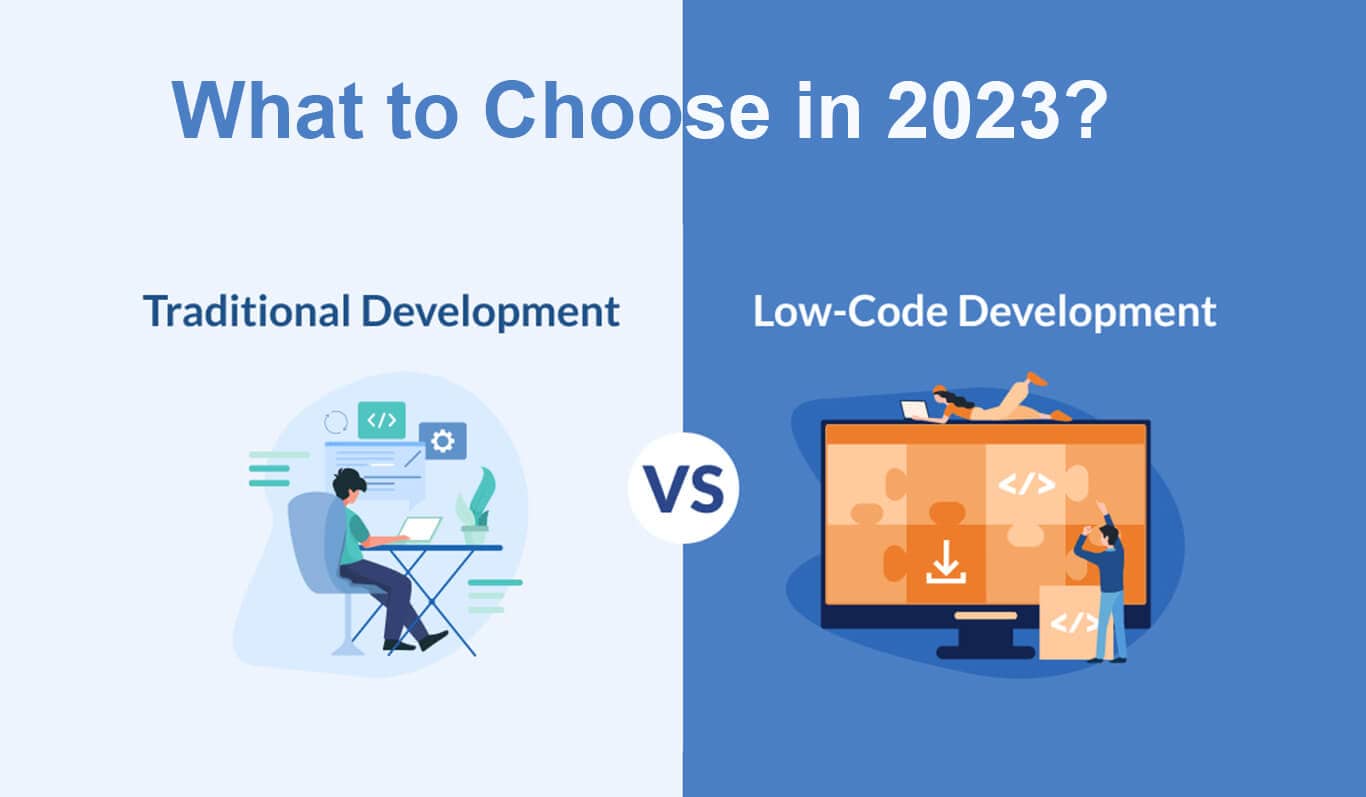 What to Choose in 2023?
Traditional Development
Low-Code Development
</>
</>
VS
</>